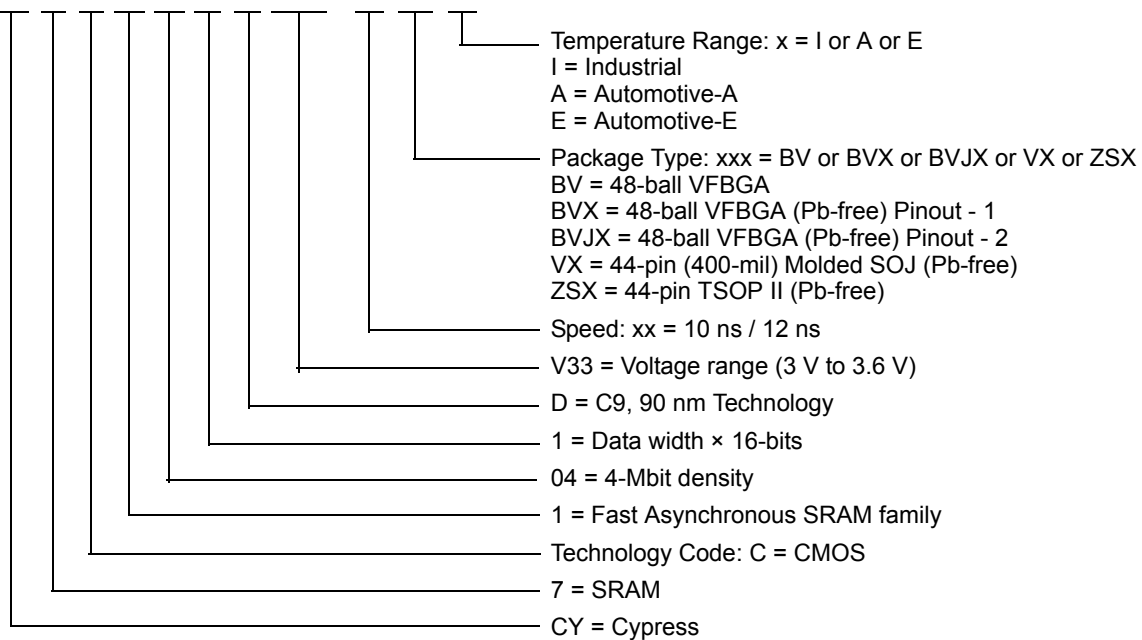 Temperature Range: x = I or A or E
I = Industrial
A = Automotive-A
E = Automotive-E
Package Type: xxx = BV or BVX or BVJX or VX or ZSX
BV = 48-ball VFBGA
BVX = 48-ball VFBGA (Pb-free) Pinout - 1
BVJX = 48-ball VFBGA (Pb-free) Pinout - 2
VX = 44-pin (400-mil) Molded SOJ (Pb-free)
ZSX = 44-pin TSOP II (Pb-free)
Speed: xx = 10 ns / 12 ns
V33 = Voltage range (3 V to 3.6 V)
D = C9, 90 nm Technology
1 = Data width × 16-bits
04 = 4-Mbit density
1 = Fast Asynchronous SRAM family
Technology Code: C = CMOS
7 = SRAM
CY = Cypress